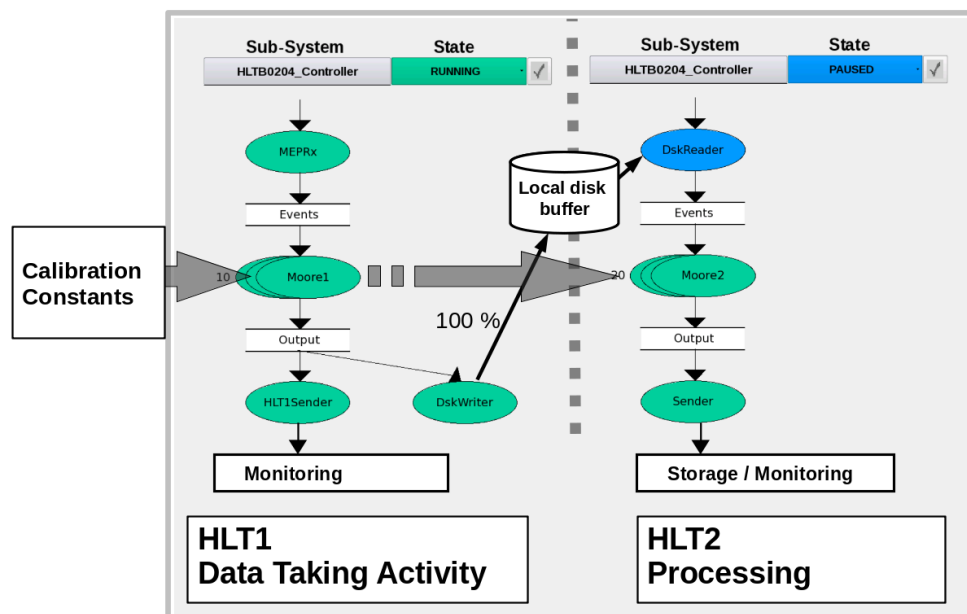 Sub-System State
HLTB0204_Controller RUNNING
MEPRx
Events
10 Moore1
Output
HLT1Sender
DskWriter
Monitoring
HLT1
Data Taking Activity
Calibration
Constants
Local disk
buffer
100 %
Sub-System State
HLTB0204_Controller PAUSED
DskReader
Events
20 Moore2
Output
Sender
Storage / Monitoring
HLT2
Processing